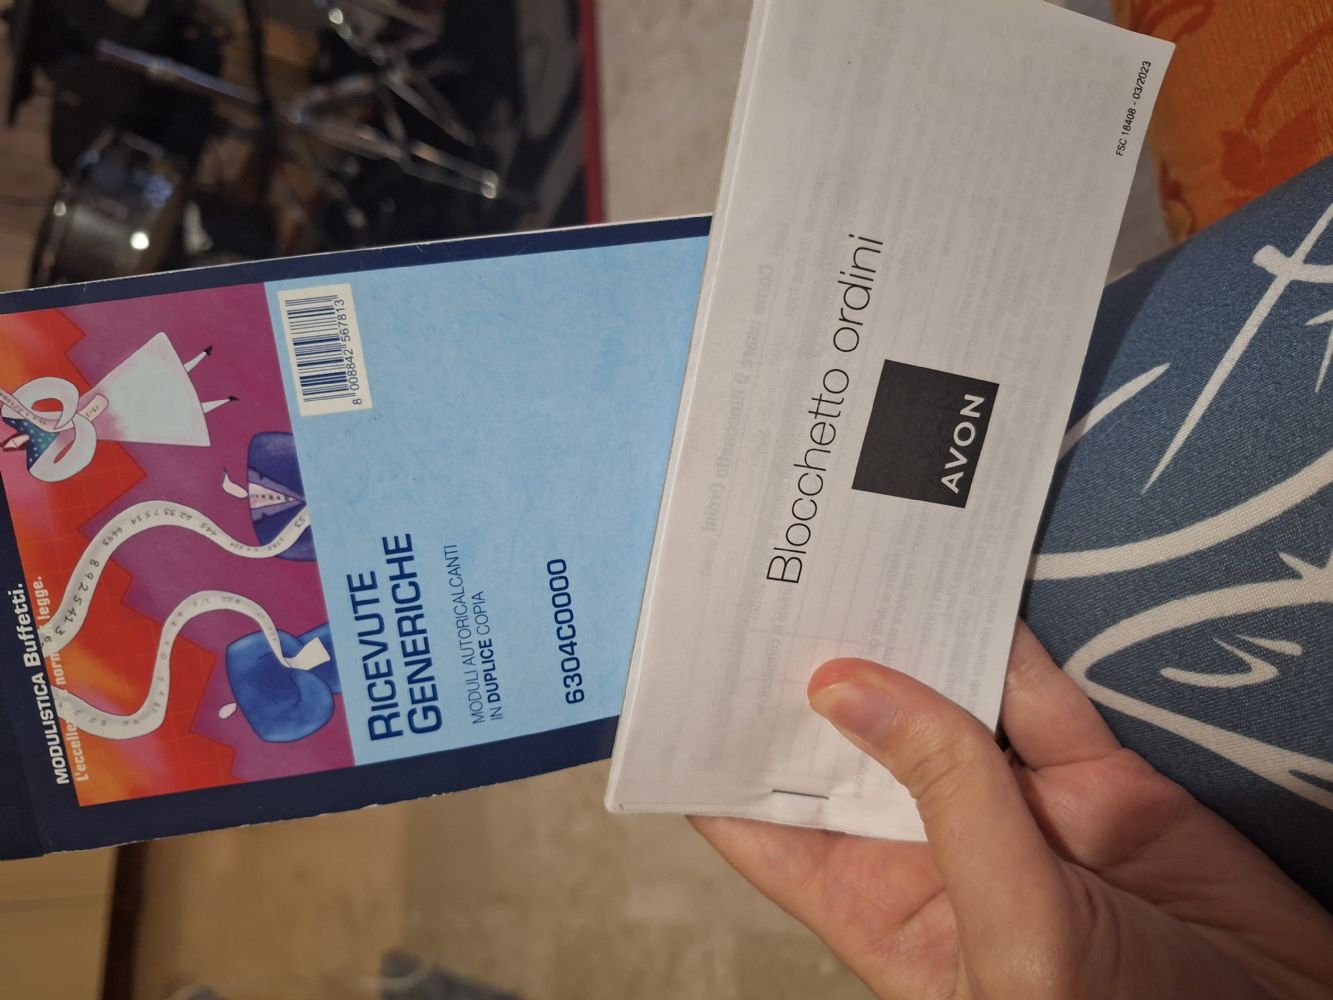 MODULISTICA Buffetti.
legge.
8 008842 567813
RICEVUTE
GENERICHE
MODULI AUTORICALCANTI
IN DUPLICE COPIA
6304C0000
Blocchetto ordini
AVON
FSC 18408 - 03/2023